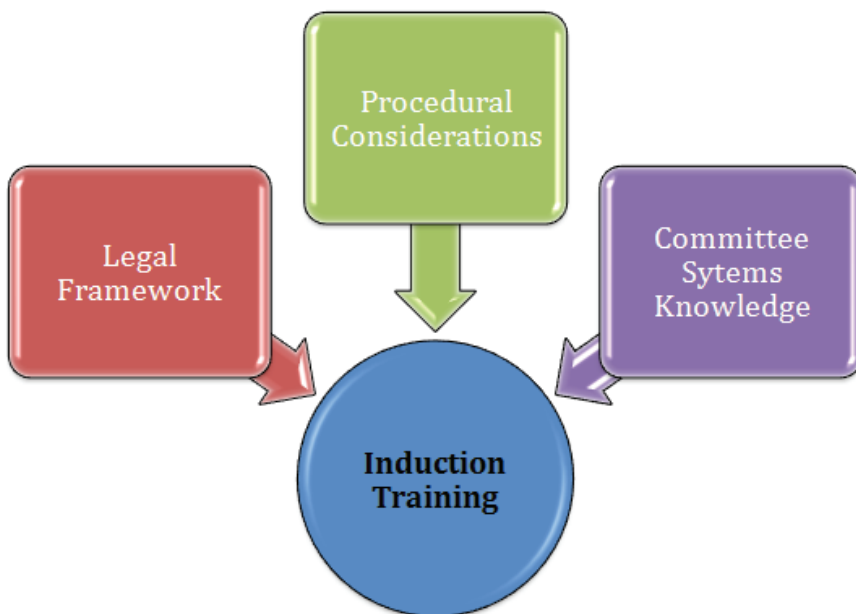 Procedural
Considerations
Legal
Framework
Committee
Sytems
Knowledge
Induction
Training